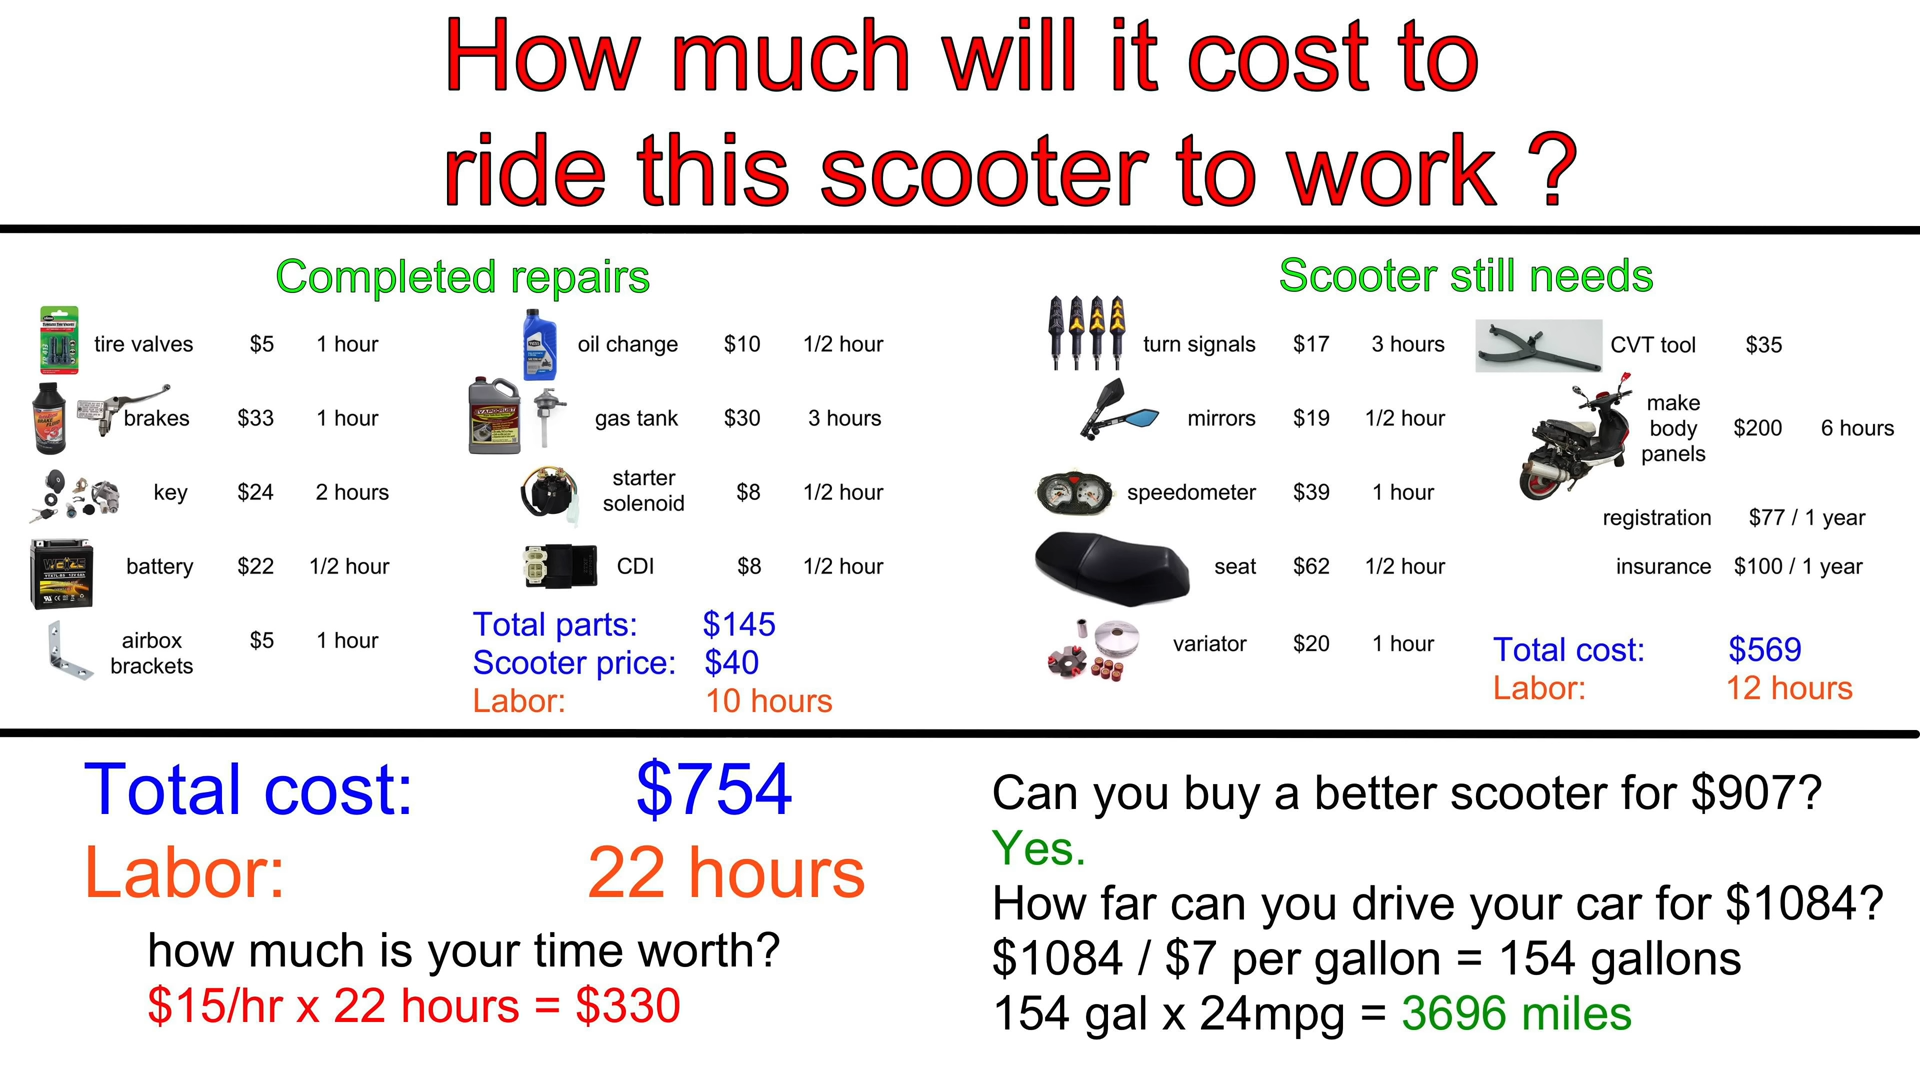 How much will it cost to
ride this scooter to work ?
Completed repairs
tire valves $5 1 hour
brakes $33 1 hour
key $24 2 hours
battery $22 1/2 hour
airbox
brackets $5 1 hour
oil change $10 1/2 hour
gas tank $30 3 hours
starter
solenoid $8 1/2 hour
CDI $8 1/2 hour
Total parts: $145
Scooter price: $40
Labor: 10 hours
Scooter still needs
turn signals $17 3 hours
mirrors $19 1/2 hour
speedometer $39 1 hour
seat $62 1/2 hour
variator $20 1 hour
CVT tool $35
make
body
panels $200 6 hours
registration $77 / 1 year
insurance $100 / 1 year
Total cost: $569
Labor: 12 hours
Total cost: $754
Labor: 22 hours
how much is your time worth?
$15/hr x 22 hours = $330
Can you buy a better scooter for $907?
Yes.
How far can you drive your car for $1084?
$1084 / $7 per gallon = 154 gallons
154 gal x 24mpg = 3696 miles